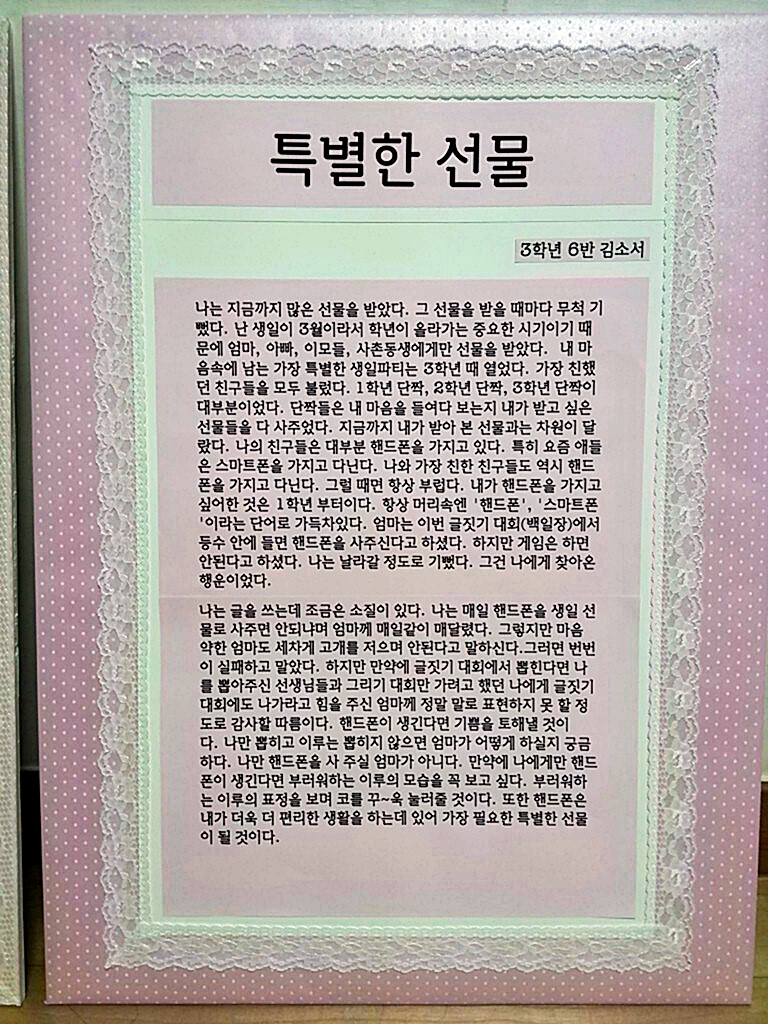 특별한 선물
3학년 6반 김소서
나는 지금까지 많은 선물을 받았다. 그 선물을 받을 때마다 무척 기
뻤다. 난 생일이 3월이라서 학년이 올라가는 중요한 시기이기 때
문에 엄마, 아빠, 이모들, 사촌동생에게만 선물을 받았다. 내 마
음속에 남는 가장 특별한 생일파티는 3학년 때 열었다. 가장 친했
던 친구들을 모두 불렀다. 1학년 단짝, 2학년 단짝, 3학년 단짝이
대부분이었다. 단짝들은 내 마음을 들여다 보는지 내가 받고 싶은
선물들을 다 사주었다. 지금까지 내가 받아 본 선물과는 차원이 달
랐다. 나의 친구들은 대부분 핸드폰을 가지고 있다. 특히 요즘 애들
은 스마트폰을 가지고 다닌다. 나와 가장 친한 친구들도 역시 핸드
폰을 가지고 다닌다. 그럴 때면 항상 부럽다. 내가 핸드폰을 가지고
싶어한 것은 1학년 부터이다. 항상 머리속엔 '핸드폰', '스마트폰
'이라는 단어로 가득차있다. 엄마는 이번 글짓기 대회(백일장)에서
등수 안에 들면 핸드폰을 사주신다고 하셨다. 하지만 게임은 하면
안된다고 하셨다. 나는 날라갈 정도로 기뻤다. 그건 나에게 찾아온
행운이었다.
나는 글을 쓰는데 조금은 소질이 있다. 나는 매일 핸드폰을 생일 선
물로 사주면 안되냐며 엄마께 매일같이 매달렸다. 그렇지만 마음
약한 엄마도 세차게 고개를 저으며 안된다고 말하신다.그러면 번번
이 실패하고 말았다. 하지만 만약에 글짓기 대회에서 뽑힌다면 나
를 뽑아주신 선생님들과 그리기 대회만 가려고 했던 나에게 글짓기
대회에도 나가라고 힘을 주신 엄마께 정말 말로 표현하지 못 할 정
도로 감사할 따름이다. 핸드폰이 생긴다면 기쁨을 토해낼 것이
다. 나만 뽑히고 이루는 뽑히지 않으면 엄마가 어떻게 하실지 궁금
하다. 나만 핸드폰을 사 주실 엄마가 아니다. 만약에 나에게만 핸드
폰이 생긴다면 부러워하는 이루의 모습을 꼭 보고 싶다. 부러워하
는 이루의 표정을 보며 코를 꾸~욱 눌러줄 것이다. 또한 핸드폰은
내가 더욱 더 편리한 생활을 하는데 있어 가장 필요한 특별한 선물
이 될 것이다.